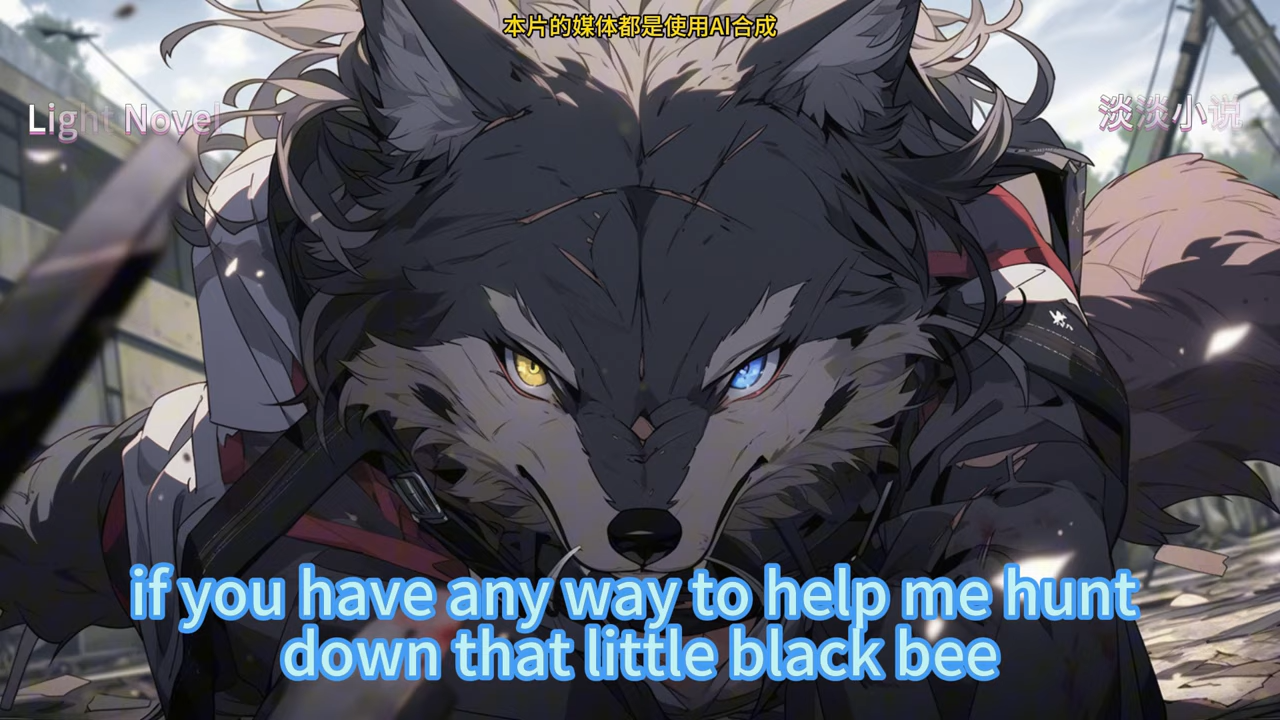 本片的媒体都是使用AI合成
Light Novel
淡淡小说
if you have any way to help me hunt
down that little black bee